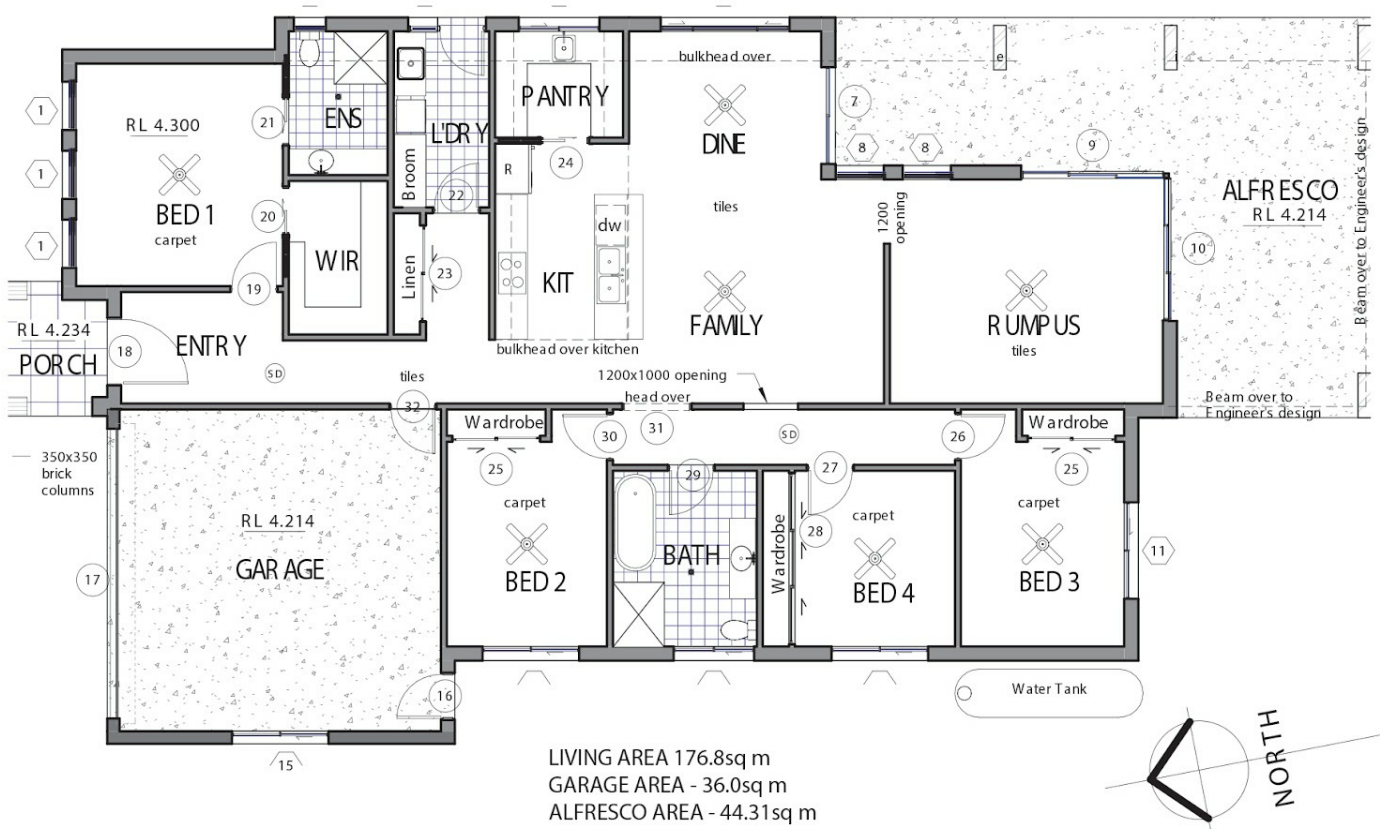 bulkhead over
PANTRY
ENS
L'DRY
DINE
e
i
1
RL 4.300
21
7
8
8
9
24
R
Broom
22
BED 1
carpet
1
20
tiles
dw
1200
opening
ALFRESCO
RL 4.214
10
Beam over to Engineer's design
1
WIR
Linen
23
KIT
19
FAMILY
RUMPUS
tiles
RL 4.234
PORCH
18
ENTRY
SD
bulkhead over kitchen
tiles
1200x1000 opening
head over
Beam over to
Engineer's design
32
Wardrobe
30
31
SD
26
Wardrobe
350x350
brick
columns
25
29
27
25
RL 4.214
GARAGE
carpet
BED 2
BATH
Wardrobe
28
carpet
BED 4
carpet
BED 3
11
17
16
Water Tank
15
LIVING AREA 176.8sq m
GARAGE AREA - 36.0sq m
ALFRESCO AREA - 44.31sq m
NORTH